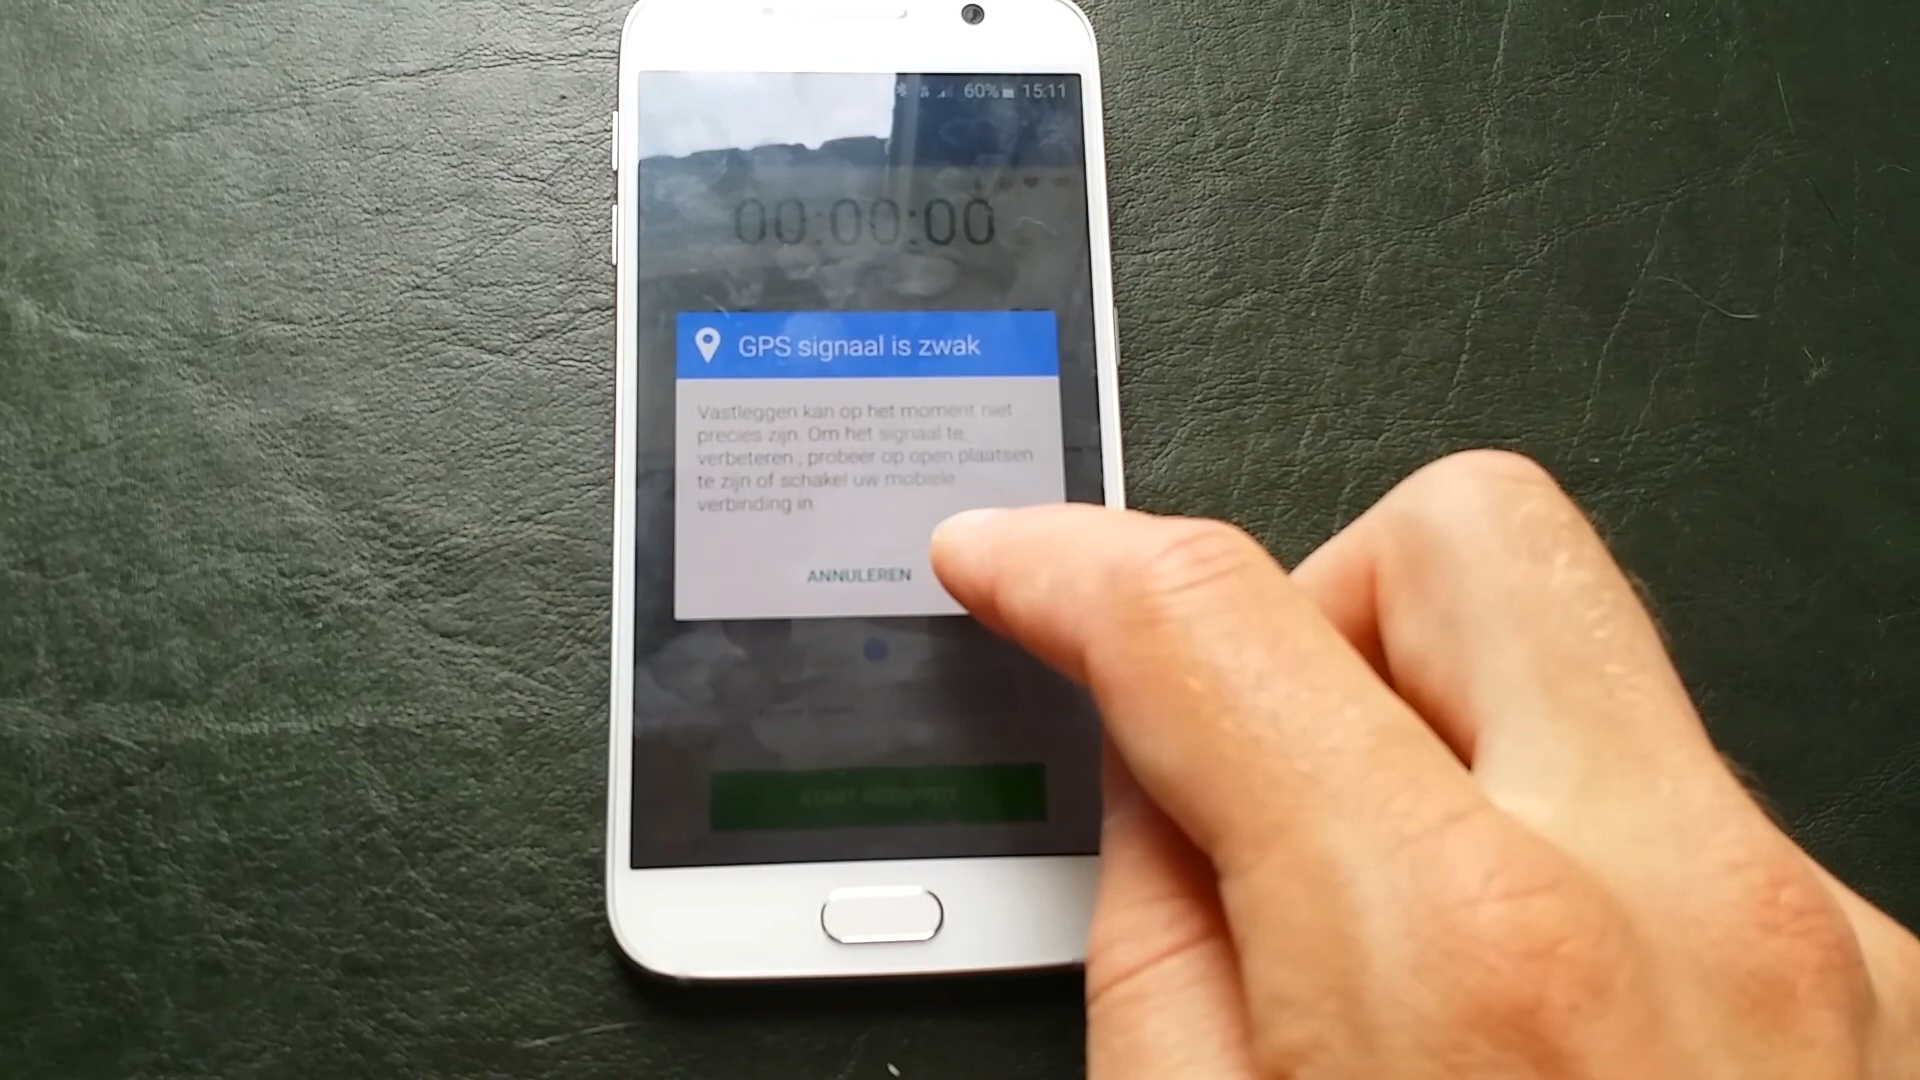 60% 15:11
00:00:00
GPS signaal is zwak
Vastleggen kan op het moment niet
precies zijn. Om het signaal te
verbeteren , probeer op open plaatsen
te zijn of schakel uw mobiele
verbinding in
ANNULEREN
START